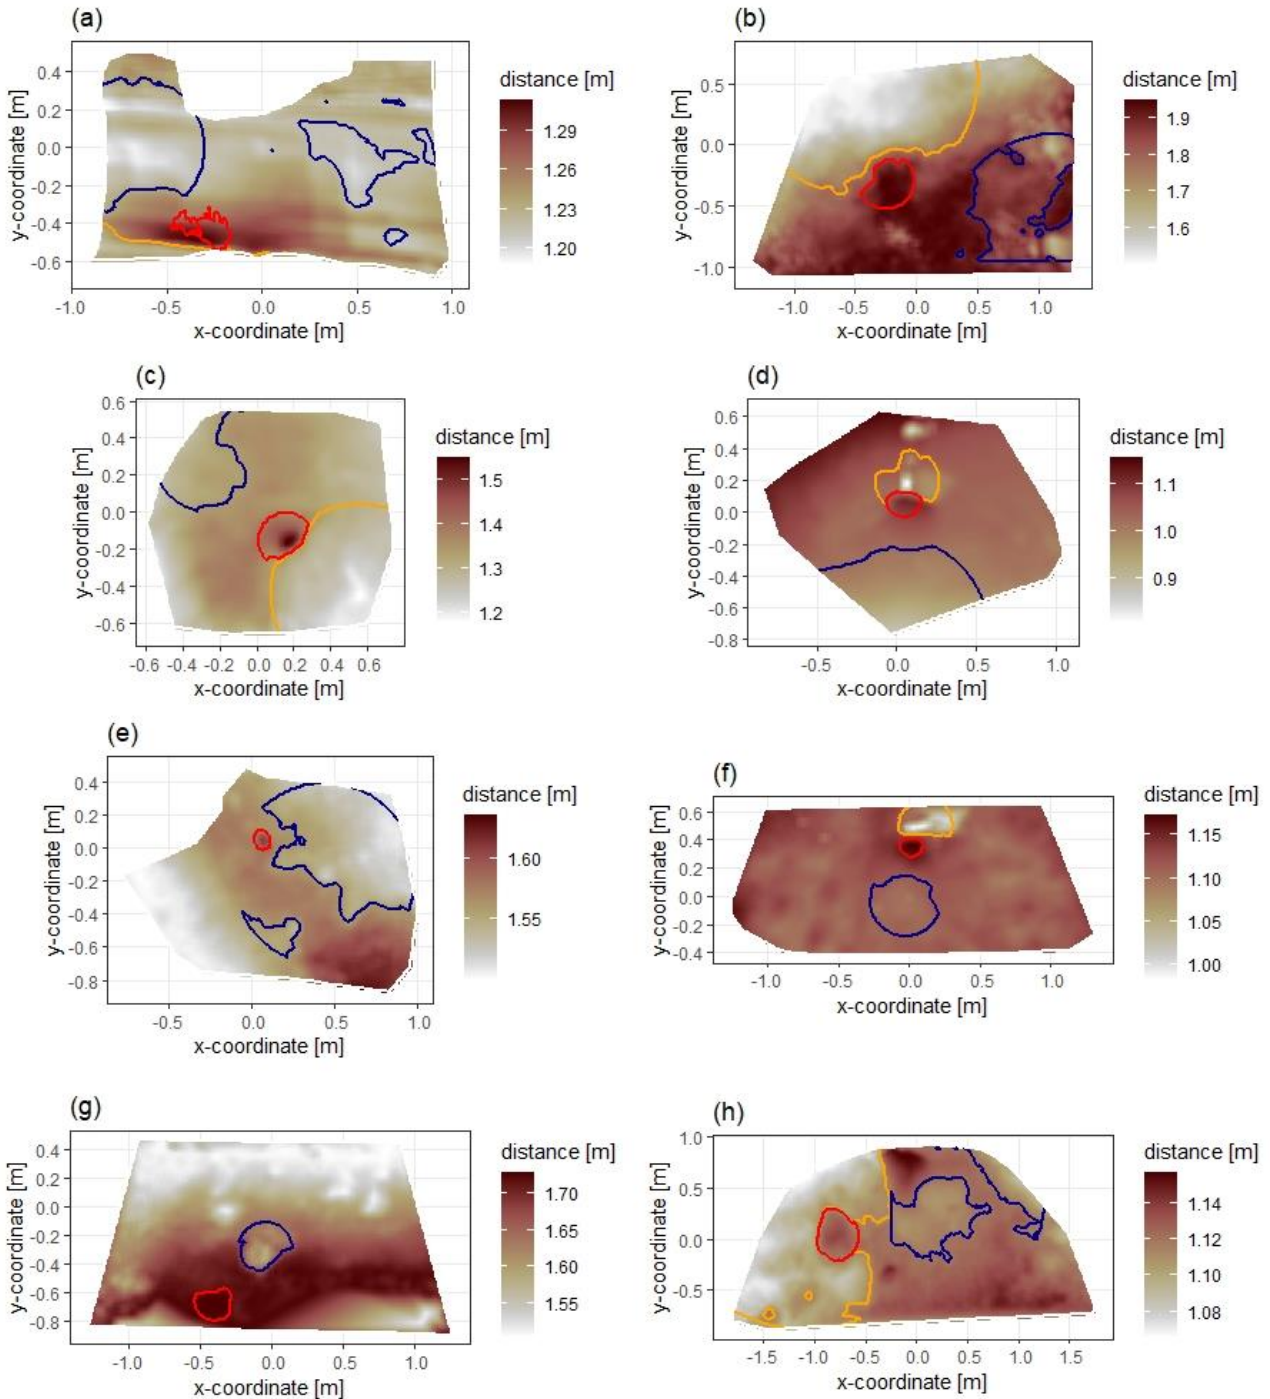 (a)
distance [m]
1.29
1.26
1.23
1.20
y-coordinate [m]
0.4
0.2
0.0
-0.2
-0.4
-0.6
-1.0 -0.5 0.0 0.5 1.0
x-coordinate [m]
(b)
distance [m]
1.9
1.8
1.7
1.6
y-coordinate [m]
0.5
0.0
-0.5
-1.0
-1.0 -0.5 0.0 0.5 1.0
x-coordinate [m]
(c)
distance [m]
1.5
1.4
1.3
1.2
y-coordinate [m]
0.6
0.4
0.2
0.0
-0.2
-0.4
-0.6
-0.6 -0.4 -0.2 0.0 0.2 0.4 0.6
x-coordinate [m]
(d)
distance [m]
1.1
1.0
0.9
y-coordinate [m]
0.6
0.4
0.2
0.0
-0.2
-0.4
-0.6
-0.8
-0.5 0.0 0.5 1.0
x-coordinate [m]
(e)
distance [m]
1.60
1.55
y-coordinate [m]
0.4
0.2
0.0
-0.2
-0.4
-0.6
-0.8
-0.5 0.0 0.5 1.0
x-coordinate [m]
(f)
distance [m]
1.15
1.10
1.05
1.00
y-coordinate [m]
0.6
0.4
0.2
0.0
-0.2
-0.4
-1.0 -0.5 0.0 0.5 1.0
x-coordinate [m]
(g)
distance [m]
1.70
1.65
1.60
1.55
y-coordinate [m]
0.4
0.2
0.0
-0.2
-0.4
-0.6
-0.8
-1.0 -0.5 0.0 0.5 1.0
x-coordinate [m]
(h)
distance [m]
1.14
1.12
1.10
1.08
y-coordinate [m]
1.0
0.5
0.0
-0.5
-1.5 -1.0 -0.5 0.0 0.5 1.0 1.5
x-coordinate [m]